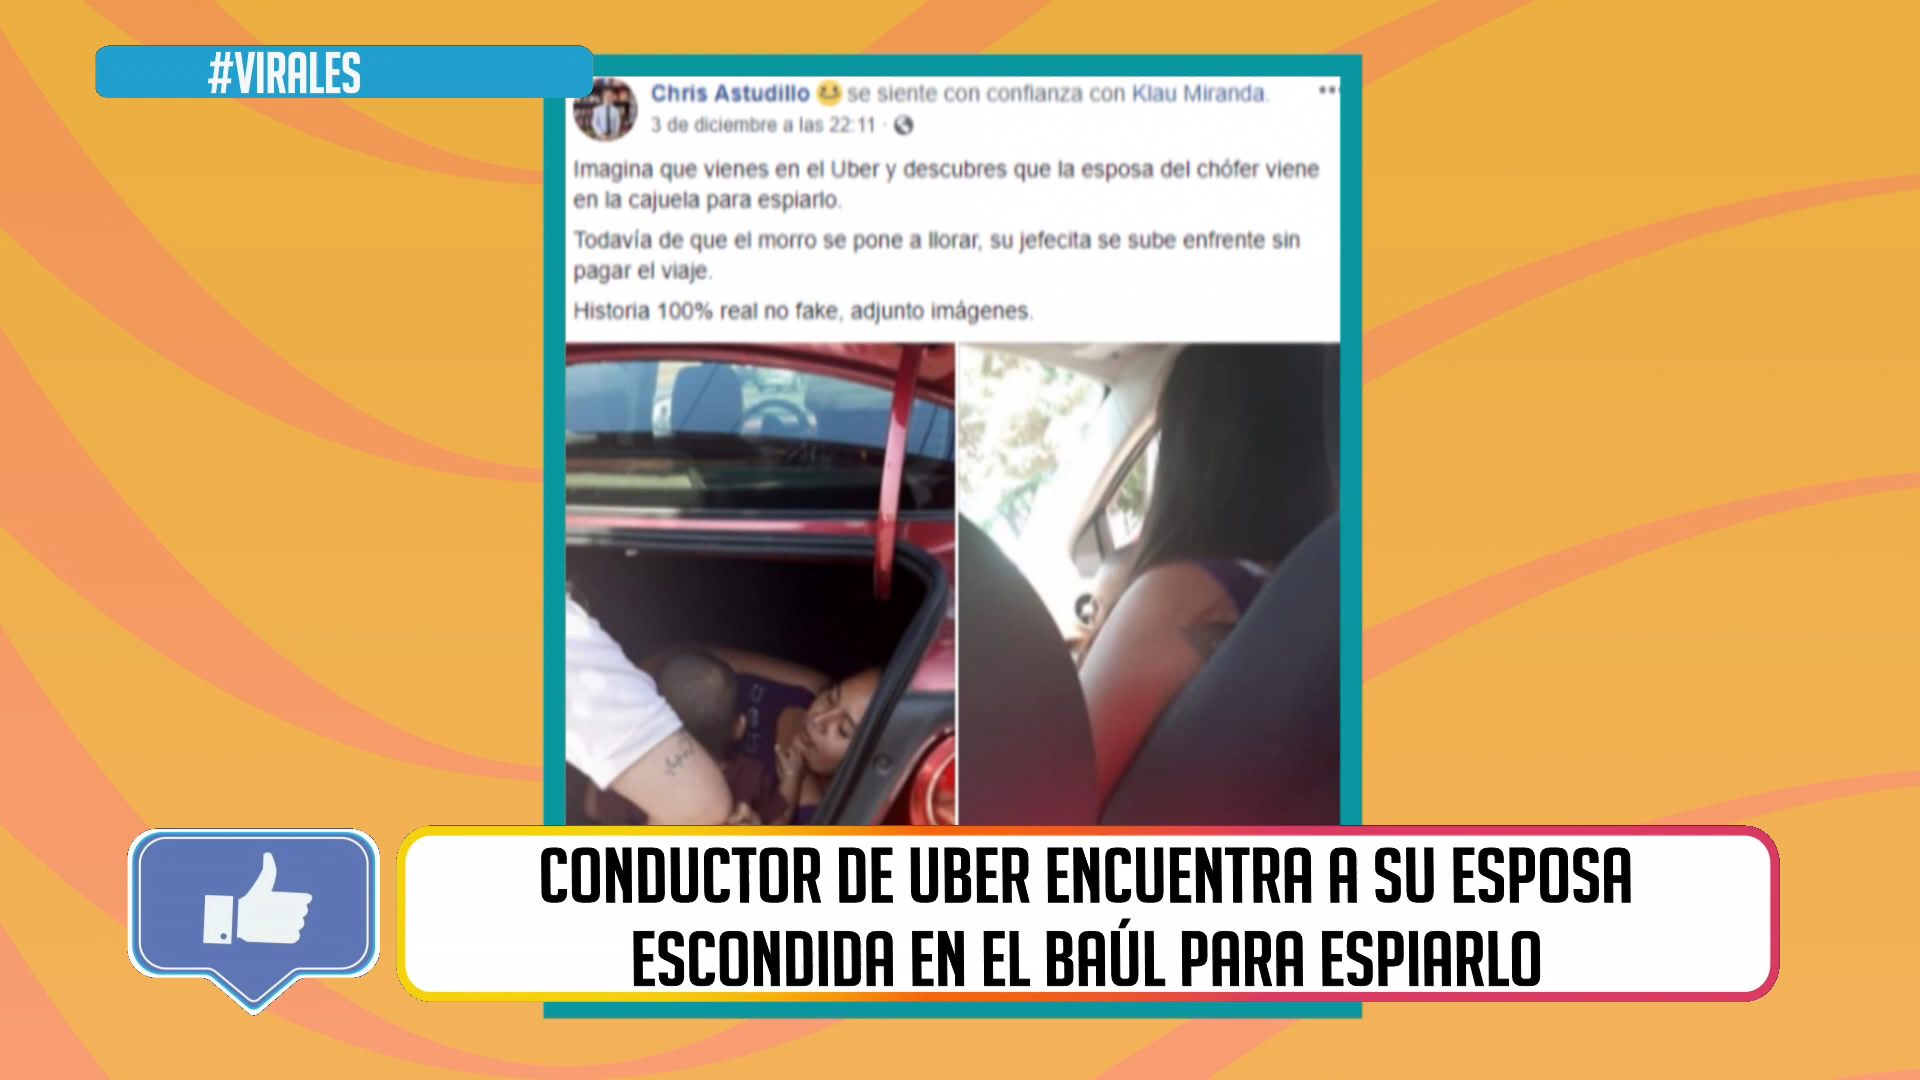 #VIRALES
Chris Astudillo se siente con confianza con Klau Miranda.
3 de diciembre a las 22:11 ·
Imagina que vienes en el Uber y descubres que la esposa del chófer viene
en la cajuela para espiarlo.
Todavía de que el morro se pone a llorar, su jefecita se sube enfrente sin
pagar el viaje.
Historia 100% real no fake, adjunto imágenes.
CONDUCTOR DE UBER ENCUENTRA A SU ESPOSA
ESCONDIDA EN EL BAÚL PARA ESPIARLO